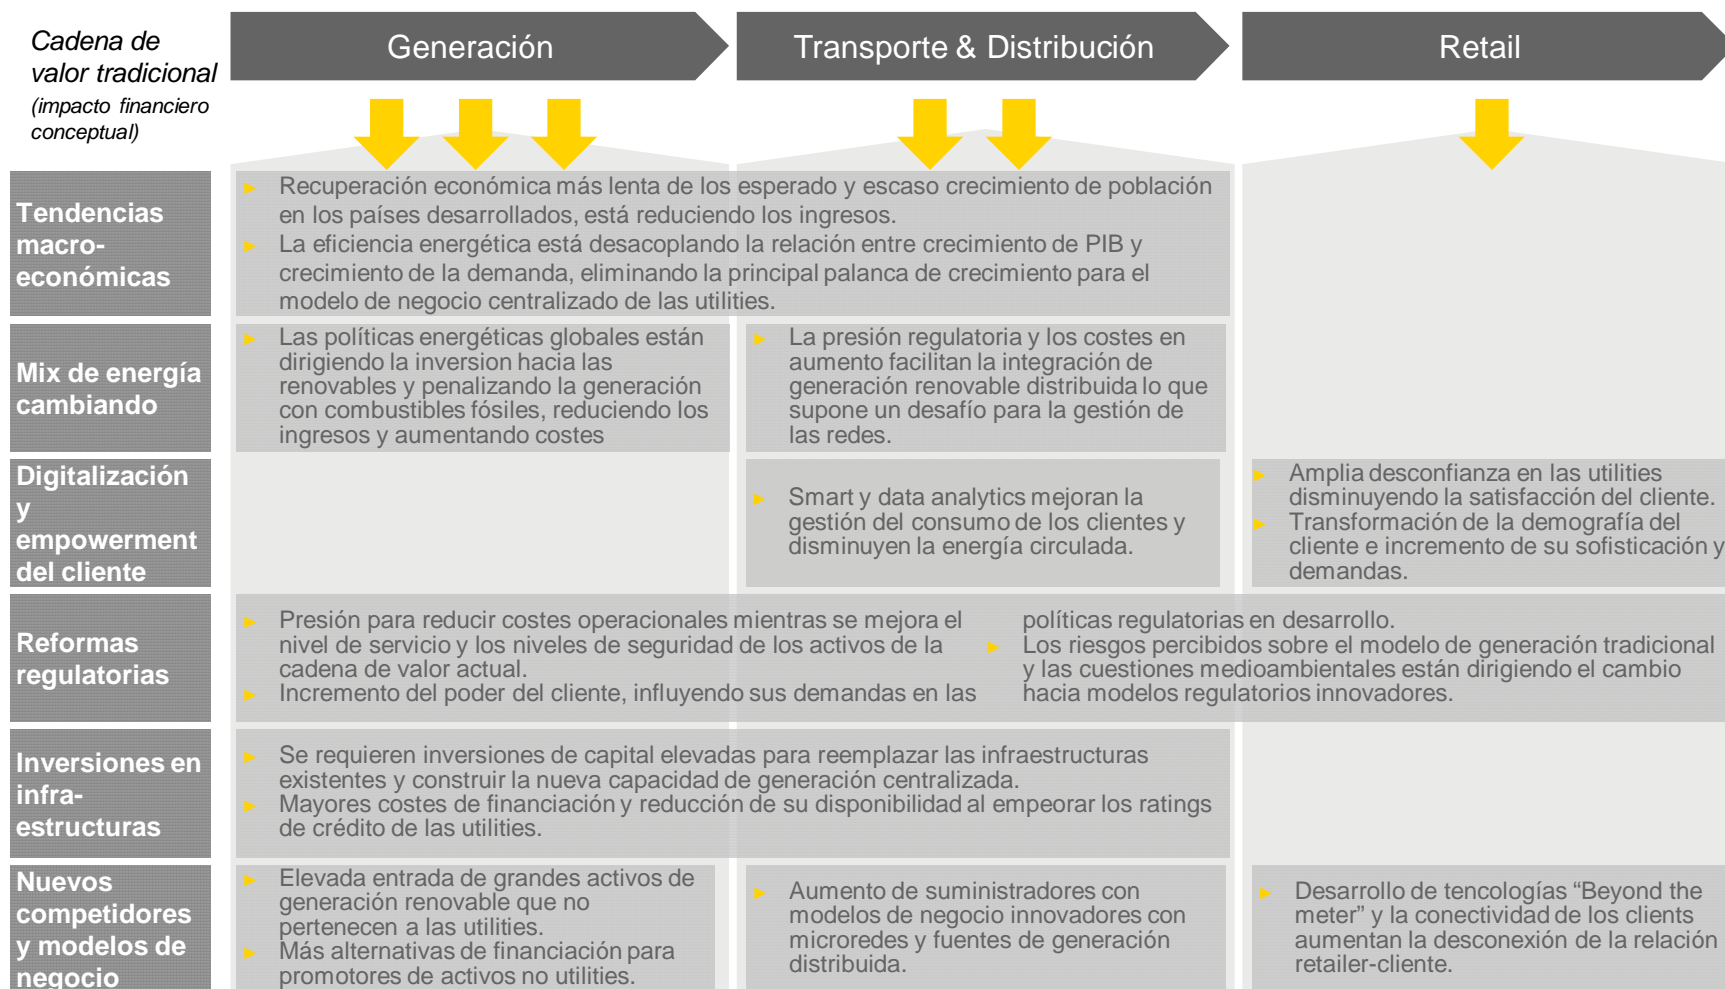 Cadena de
valor tradicional
(impacto financiero
conceptual)
Generación
Transporte & Distribución
Retail
Tendencias
macro-
económicas
► Recuperación económica más lenta de los esperado y escaso crecimiento de población
en los países desarrollados, está reduciendo los ingresos.
► La eficiencia energética está desacoplando la relación entre crecimiento de PIB y
crecimiento de la demanda, eliminando la principal palanca de crecimiento para el
modelo de negocio centralizado de las utilities.
Mix de energía
cambiando
► Las políticas energéticas globales están
dirigiendo la inversion hacia las
renovables y penalizando la generación
con combustibles fósiles, reduciendo los
ingresos y aumentando costes
► La presión regulatoria y los costes en
aumento facilitan la integración de
generación renovable distribuida lo que
supone un desafío para la gestión de
las redes.
Digitalización
y
empowerment
del cliente
► Smart y data analytics mejoran la
gestión del consumo de los clientes y
disminuyen la energía circulada.
► Amplia desconfianza en las utilities
disminuyendo la satisfacción del cliente.
► Transformación de la demografía del
cliente e incremento de su sofisticación y
demandas.
Reformas
regulatorias
► Presión para reducir costes operacionales mientras se mejora el
nivel de servicio y los niveles de seguridad de los activos de la
cadena de valor actual.
► Incremento del poder del cliente, influyendo sus demandas en las
políticas regulatorias en desarrollo.
► Los riesgos percibidos sobre el modelo de generación tradicional
y las cuestiones medioambientales están dirigiendo el cambio
hacia modelos regulatorios innovadores.
Inversiones en
infra-
estructuras
► Se requieren inversiones de capital elevadas para reemplazar las infraestructuras
existentes y construir la nueva capacidad de generación centralizada.
► Mayores costes de financiación y reducción de su disponibilidad al empeorar los ratings
de crédito de las utilities.
Nuevos
competidores
y modelos de
negocio
► Elevada entrada de grandes activos de
generación renovable que no
pertenecen a las utilities.
► Más alternativas de financiación para
promotores de activos no utilities.
► Aumento de suministradores con
modelos de negocio innovadores con
microredes y fuentes de generación
distribuida.
► Desarrollo de tencologías “Beyond the
meter” y la conectividad de los clients
aumentan la desconexión de la relación
retailer-cliente.